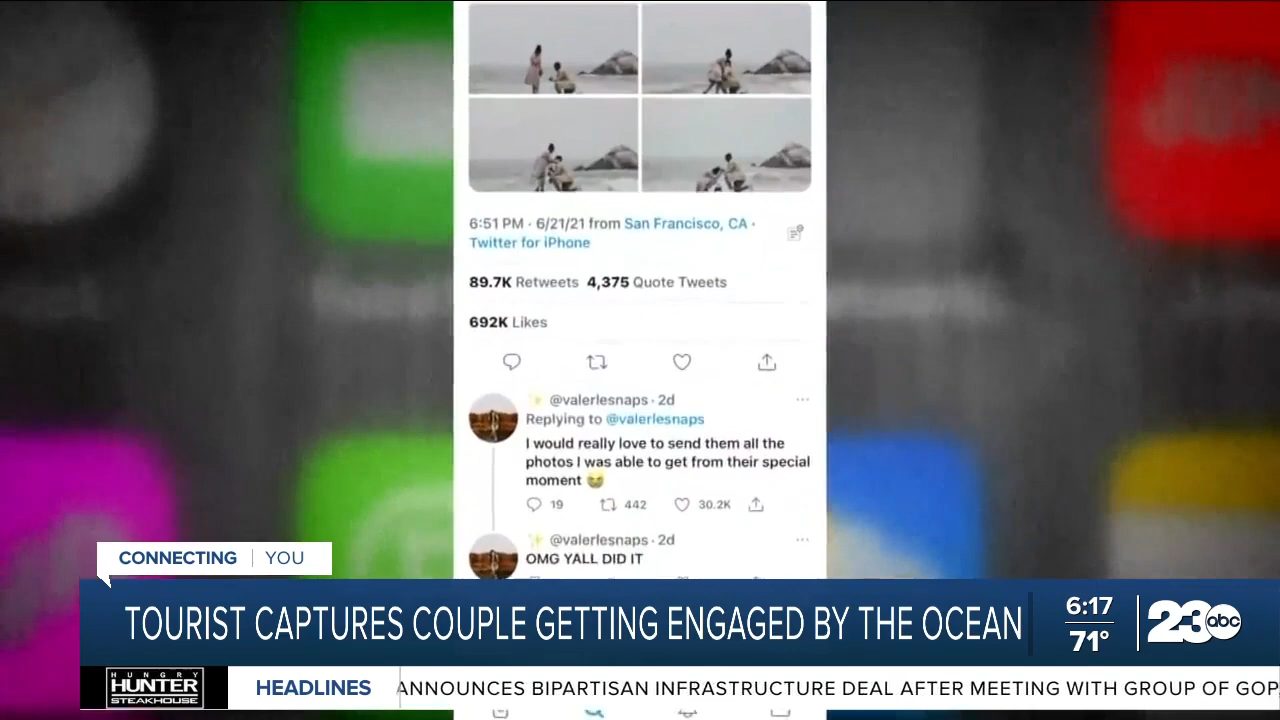 6:51 PM · 6/21/21 from San Francisco, CA ·
Twitter for iPhone
89.7K Retweets 4,375 Quote Tweets
692K Likes
@valerlesnaps · 2d
Replying to @valerlesnaps
I would really love to send them all the
photos I was able to get from their special
moment 😭
19 442 30.2K
@valerlesnaps · 2d
OMG YALL DID IT
CONNECTING | YOU
TOURIST CAPTURES COUPLE GETTING ENGAGED BY THE OCEAN
6:17
71°
23 abc
HUNGRY
HUNTER
STEAKHOUSE
HEADLINES
ANNOUNCES BIPARTISAN INFRASTRUCTURE DEAL AFTER MEETING WITH GROUP OF GOP